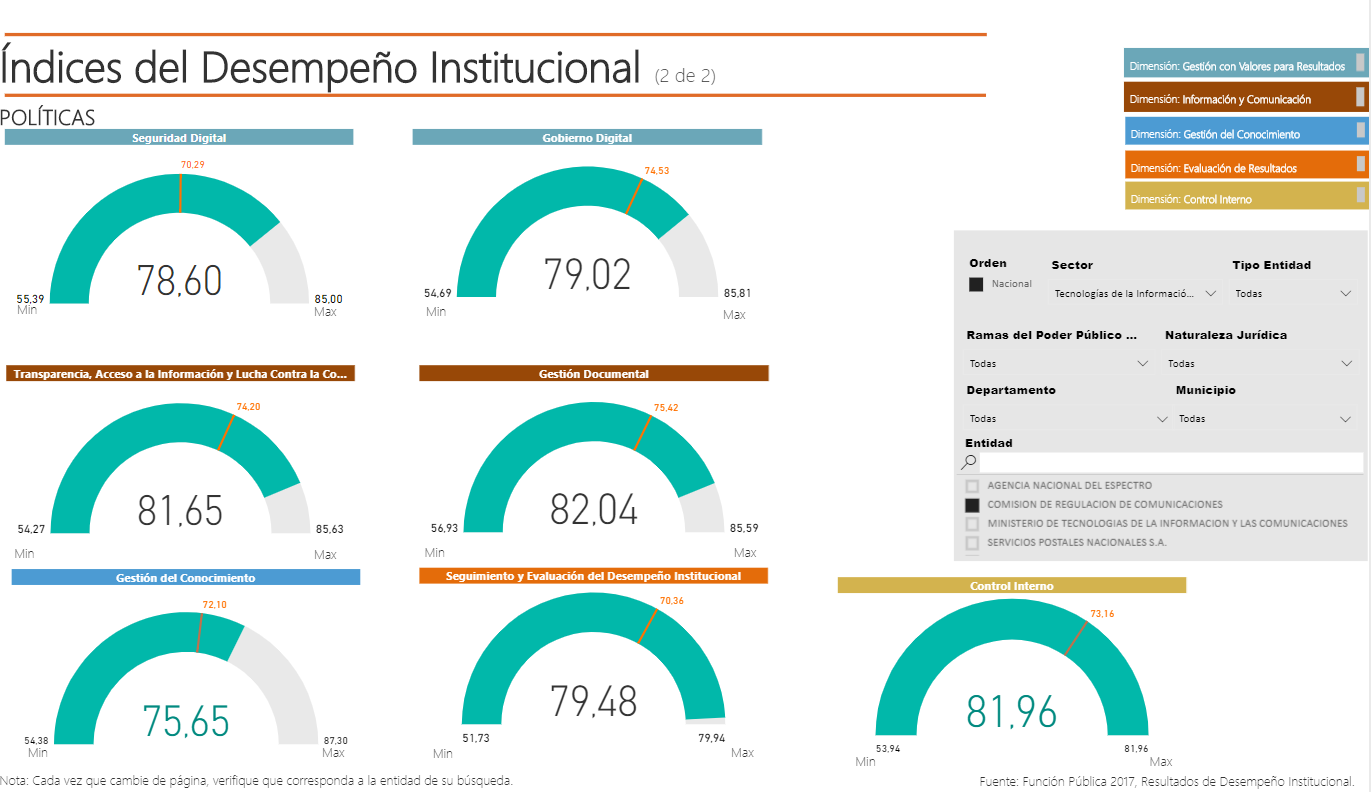 Índices del Desempeño Institucional (2 de 2)
POLÍTICAS
Dimensión: Gestión con Valores para Resultados
Dimensión: Información y Comunicación
Dimensión: Gestión del Conocimiento
Dimensión: Evaluación de Resultados
Dimensión: Control Interno
Seguridad Digital
70,29
78,60
55,39
Min
85,00
Max
Gobierno Digital
74,53
79,02
54,69
Min
85,81
Max
Orden
Nacional
Sector
Tecnologías de la Informació...
Tipo Entidad
Todas
Ramas del Poder Público ...
Todas
Naturaleza Jurídica
Todas
Departamento
Todas
Municipio
Todas
Entidad
AGENCIA NACIONAL DEL ESPECTRO
COMISION DE REGULACION DE COMUNICACIONES
MINISTERIO DE TECNOLOGIAS DE LA INFORMACION Y LAS COMUNICACIONES
SERVICIOS POSTALES NACIONALES S.A.
Transparencia, Acceso a la Información y Lucha Contra la Co...
74,20
81,65
54,27
Min
85,63
Max
Gestión Documental
75,42
82,04
56,93
Min
85,59
Max
Gestión del Conocimiento
72,10
75,65
54,38
Min
87,30
Max
Seguimiento y Evaluación del Desempeño Institucional
70,36
79,48
51,73
Min
79,94
Max
Control Interno
73,16
81,96
53,94
Min
81,96
Max
Nota: Cada vez que cambie de página, verifique que corresponda a la entidad de su búsqueda.
Fuente: Función Pública 2017, Resultados de Desempeño Institucional.